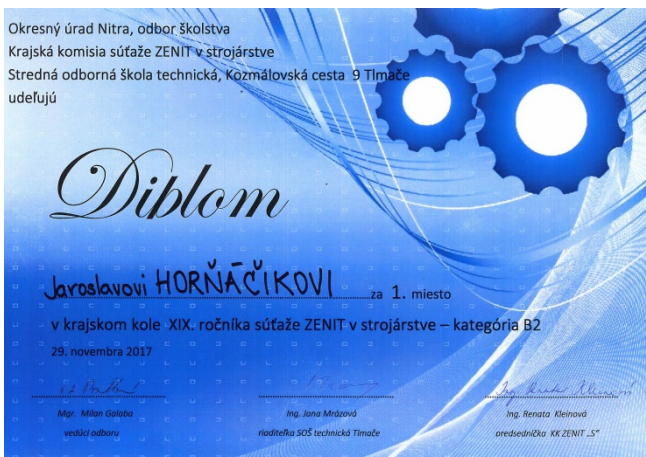 Okresný úrad Nitra, odbor školstva
Krajská komisia súťaže ZENIT v strojárstve
Stredná odborná škola technická, Kozmálovská cesta 9 Tlmače
udeľujú
Diplom
Jaroslavovi HORŇÁČIKOVI za 1. miesto
v krajskom kole XIX. ročníka súťaže ZENIT v strojárstve – kategória B2
29. novembra 2017
Mgr. Milan Galaba Ing. Jana Mrázová Ing. Renata Kleinová
vedúci odboru riaditeľka SOŠ technická Tlmače predsedníčka KK ZENIT „S“